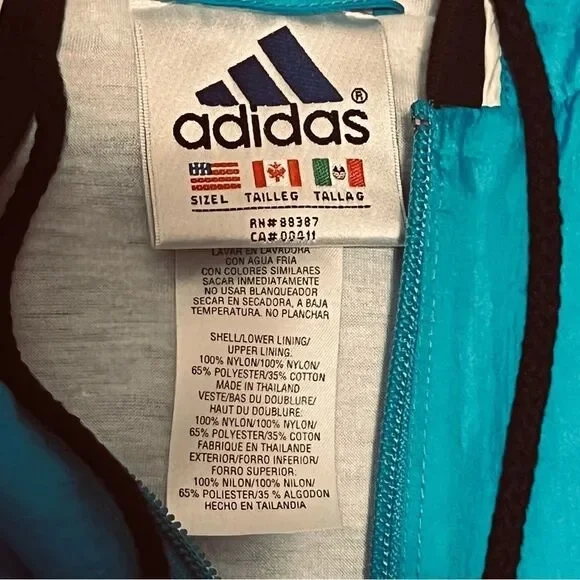 adidas®
SIZE L TAILLE G TALLA G
RN# 88387
CA# 00411
LAVAR EN LAVADORA
CON AGUA FRIA
CON COLORES SIMILARES
SACAR INMEDIATAMENTE
NO USAR BLANQUEADOR
SECAR EN SECADORA, A BAJA
TEMPERATURA. NO PLANCHAR
SHELL/LOWER LINING/
UPPER LINING:
100% NYLON/100% NYLON/
65% POLYESTER/35% COTTON
MADE IN THAILAND
VESTE/BAS DU DOUBLURE/
HAUT DU DOUBLURE:
100% NYLON/100% NYLON/
65% POLYESTER/35% COTON
FABRIQUE EN THAILANDE
EXTERIOR/FORRO INFERIOR/
FORRO SUPERIOR:
100% NILON/100% NILON/
65% POLIESTER/35 % ALGODON
HECHO EN TAILANDIA